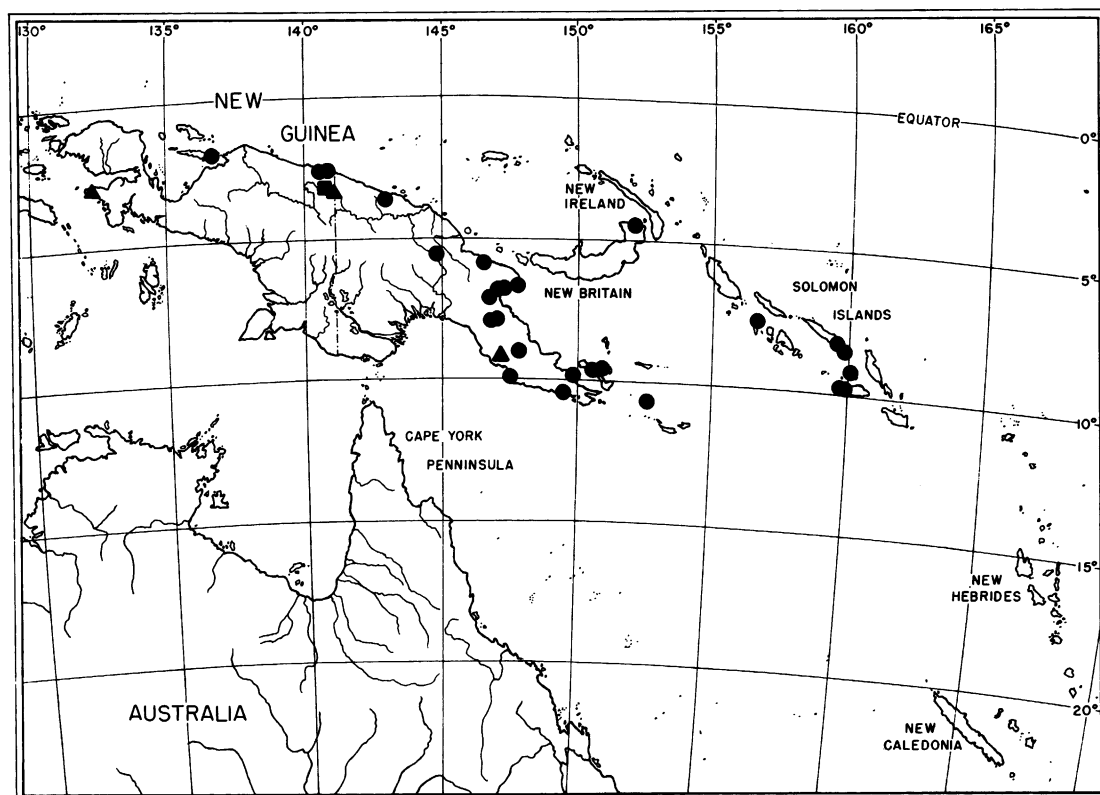 130° 135° 140° 145° 150° 155° 160° 165°
NEW
GUINEA
EQUATOR
0°
NEW
IRELAND
5°
NEW BRITAIN
SOLOMON
ISLANDS
10°
CAPE YORK
PENNINSULA
15°
NEW
HEBRIDES
20°
AUSTRALIA
NEW
CALEDONIA